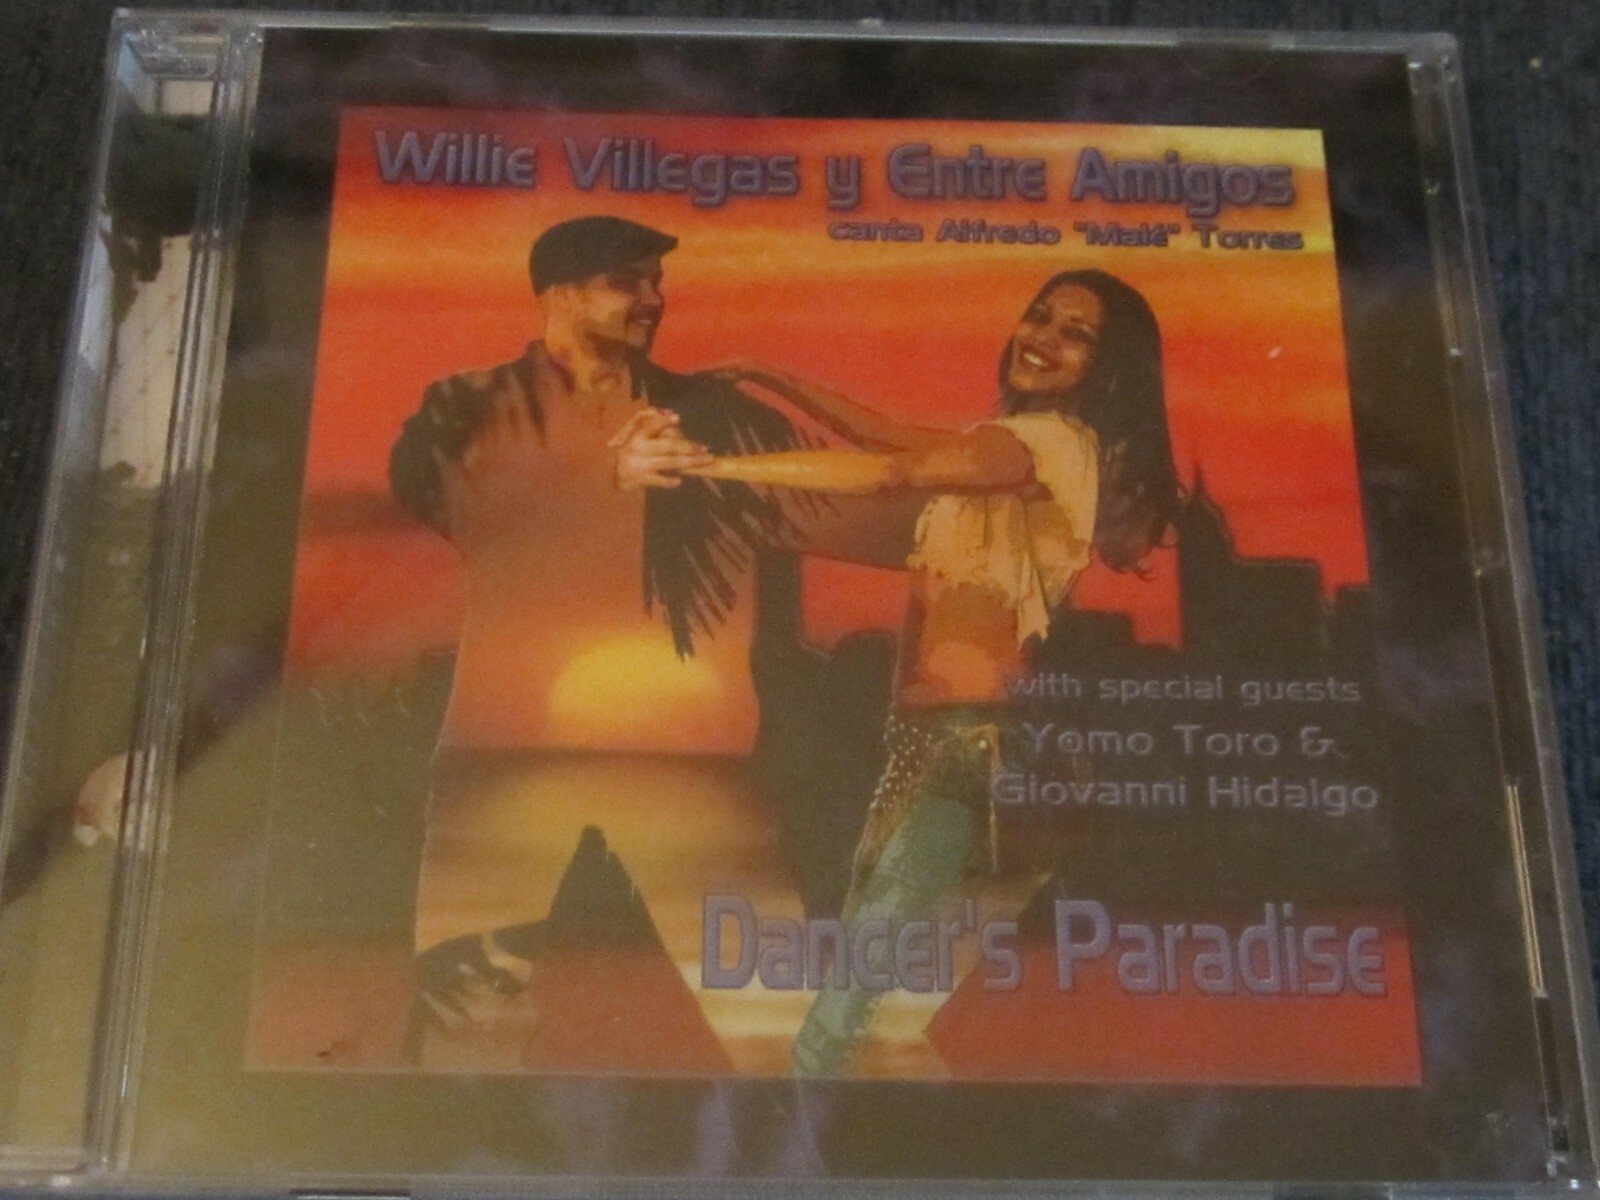 Willie Villegas y Entre Amigos
canta Alfredo "Malé" Torres
with special guests
Yomo Toro &
Giovanni Hidalgo
Dancer's Paradise